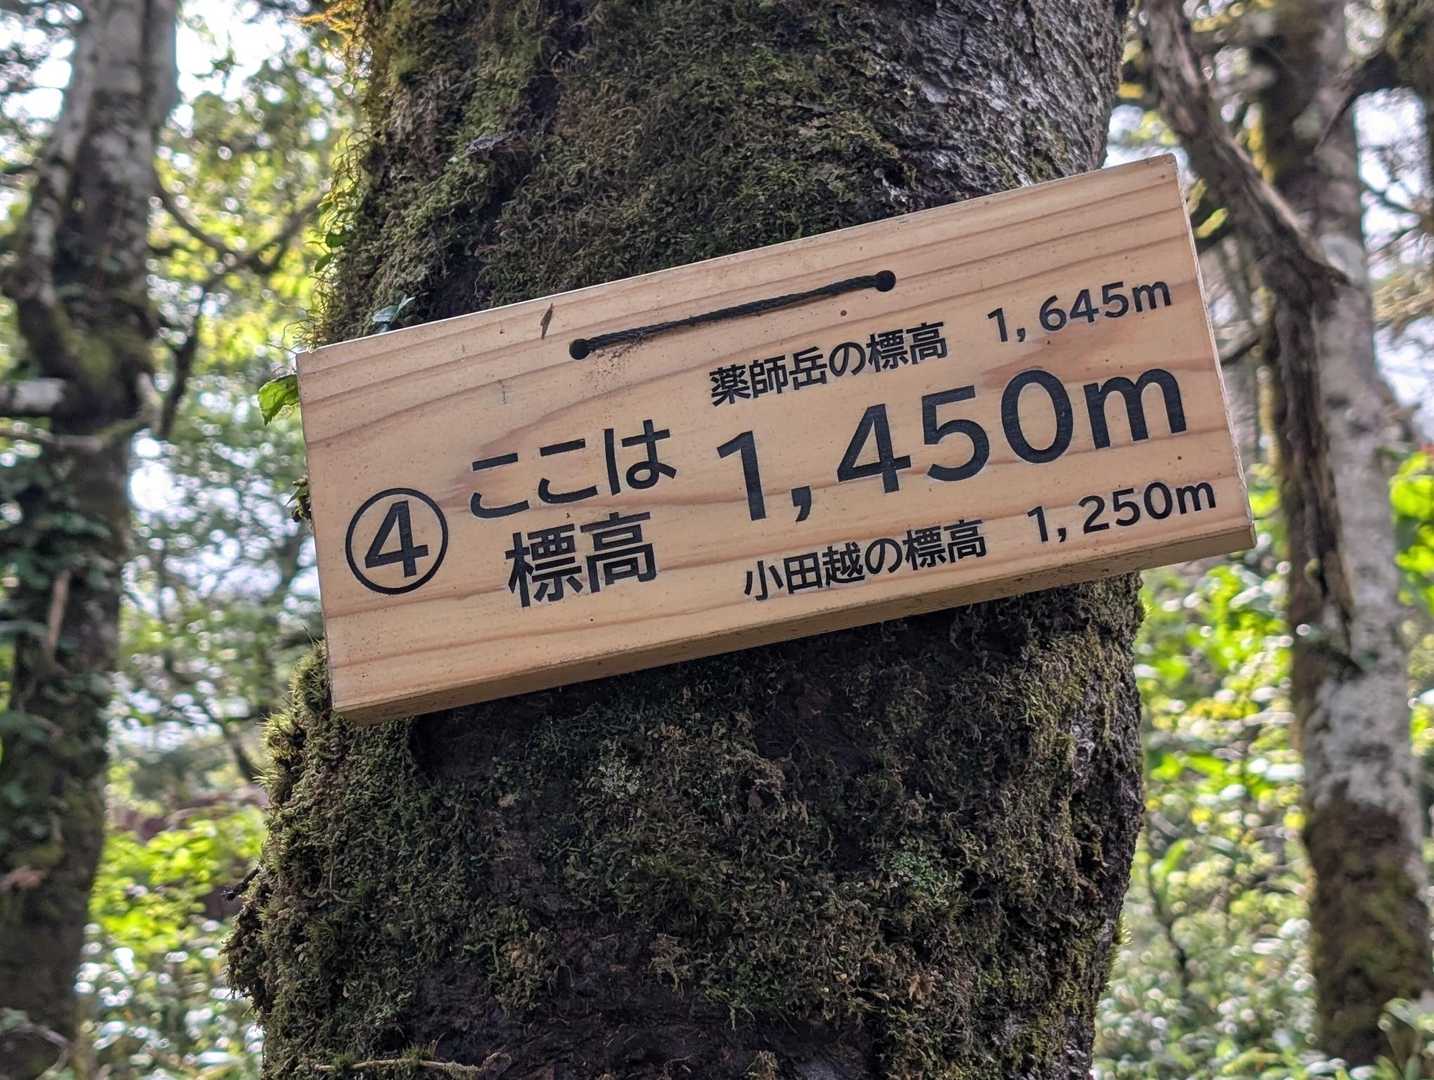 薬師岳の標高 1,645m
④ ここは 標高 1,450m
小田越の標高 1,250m